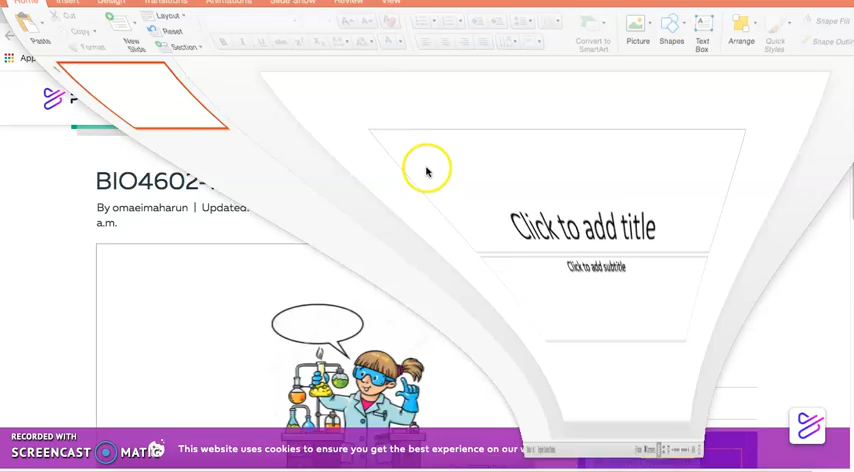 Home Insert Design Transitions Animations Slide Show Review View
Cut
Copy
Format
Paste
New
Slide
Layout
Reset
Section
Convert to
SmartArt
Picture
Shapes
Text
Box
Arrange
Quick
Styles
Shape Fill
Shape Outlin
App
BIO4602-
By omaeimaharun | Updated
a.m.
Click to add title
Click to add subtitle
RECORDED WITH
SCREENCAST MATIC
This website uses cookies to ensure you get the best experience on our